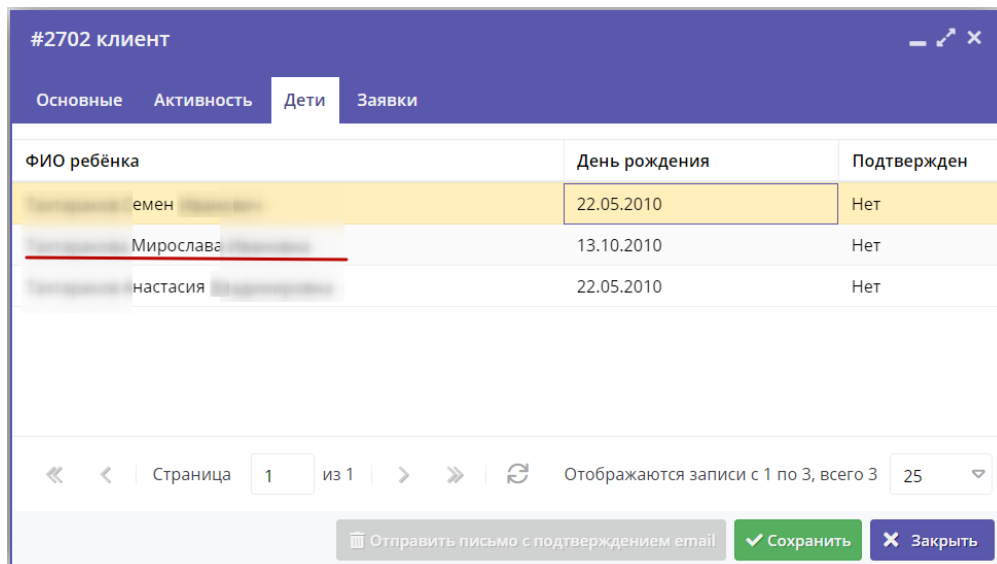 #2702 клиент
Основные Активность Дети Заявки
ФИО ребёнка День рождения Подтвержден
емен 22.05.2010 Нет
Мирослава 13.10.2010 Нет
настасия 22.05.2010 Нет
Страница 1 из 1 Отображаются записи с 1 по 3, всего 3 25
Отправить письмо с подтверждением email Сохранить Закрыть